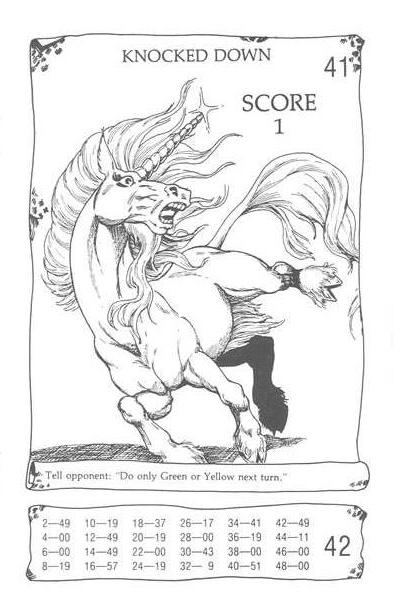 KNOCKED DOWN
41
SCORE
1
Tell opponent: "Do only Green or Yellow next turn."
2—49 10—19 18—37 26—17 34—41 42—49
4—00 12—49 20—19 28—00 36—19 44—11
6—00 14—49 22—00 30—43 38—00 46—00
8—19 16—57 24—19 32— 9 40—51 48—00
42